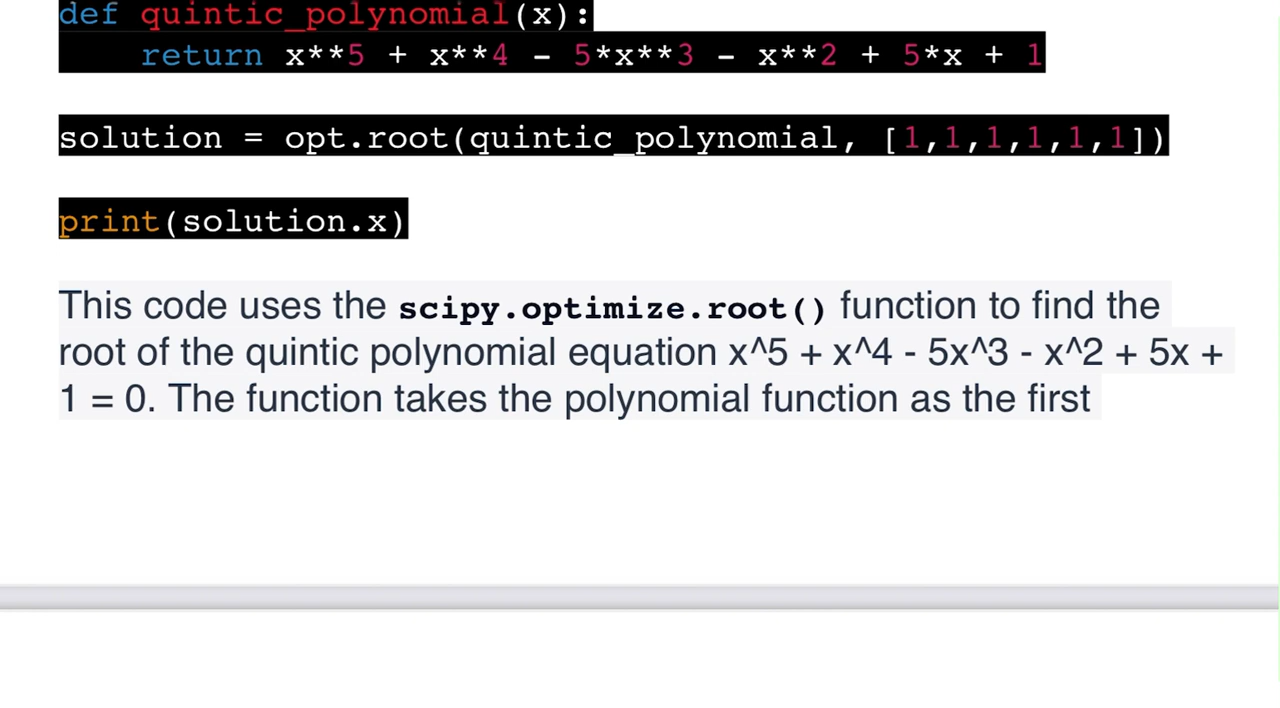 def quintic_polynomial(x):
    return x**5 + x**4 - 5*x**3 - x**2 + 5*x + 1
solution = opt.root(quintic_polynomial, [1,1,1,1,1,1])
print(solution.x)
This code uses the scipy.optimize.root() function to find the
root of the quintic polynomial equation x^5 + x^4 - 5x^3 - x^2 + 5x +
1 = 0. The function takes the polynomial function as the first